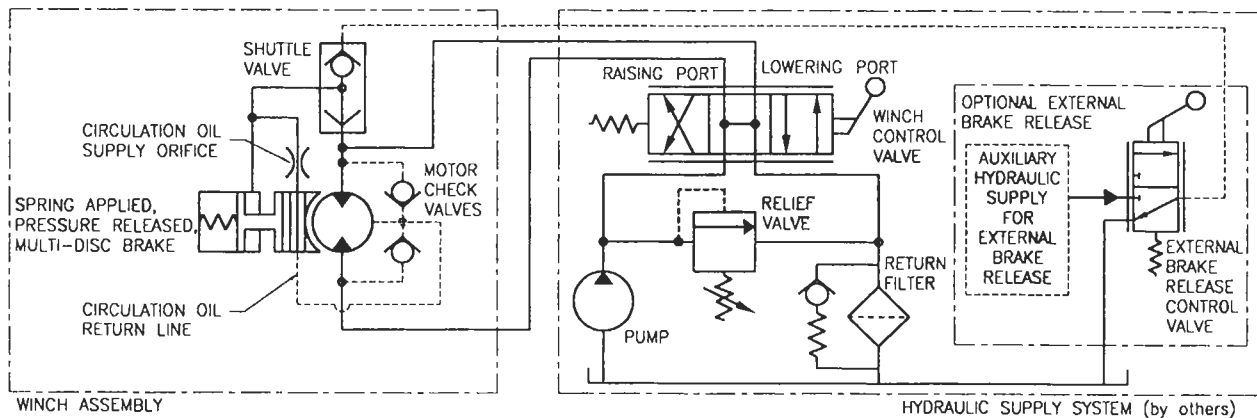 SHUTTLE
VALVE
CIRCULATION OIL
SUPPLY ORIFICE
SPRING APPLIED,
PRESSURE RELEASED,
MULTI-DISC BRAKE
MOTOR
CHECK
VALVES
CIRCULATION OIL
RETURN LINE
WINCH ASSEMBLY
RAISING PORT
LOWERING PORT
WINCH
CONTROL
VALVE
RELIEF
VALVE
PUMP
RETURN
FILTER
OPTIONAL EXTERNAL
BRAKE RELEASE
AUXILIARY
HYDRAULIC
SUPPLY
FOR
EXTERNAL
BRAKE
RELEASE
EXTERNAL
BRAKE
RELEASE
CONTROL
VALVE
HYDRAULIC SUPPLY SYSTEM (by others)